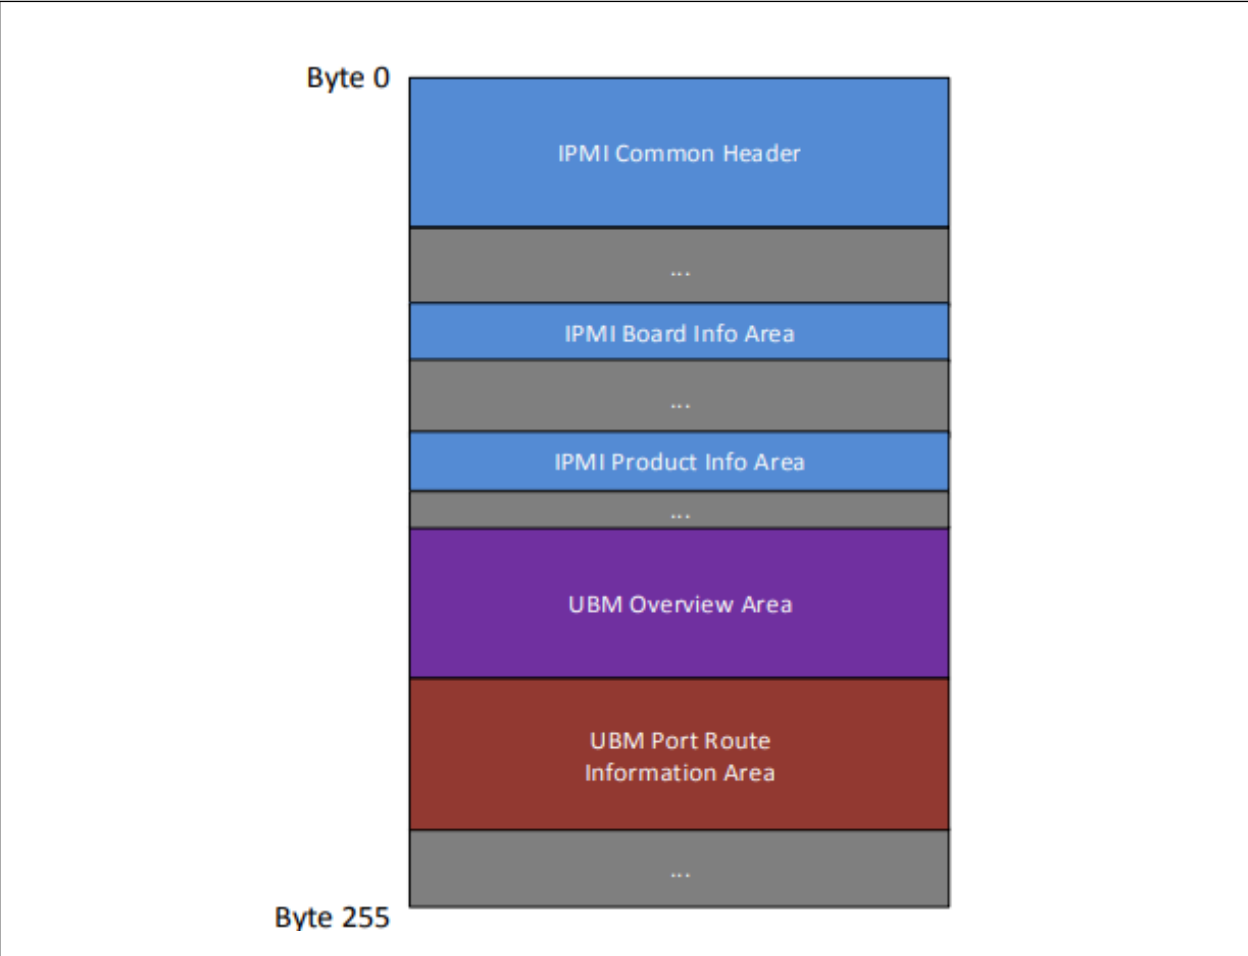 Byte 0
IPMI Common Header
...
IPMI Board Info Area
...
IPMI Product Info Area
...
UBM Overview Area
UBM Port Route
Information Area
...
Byte 255